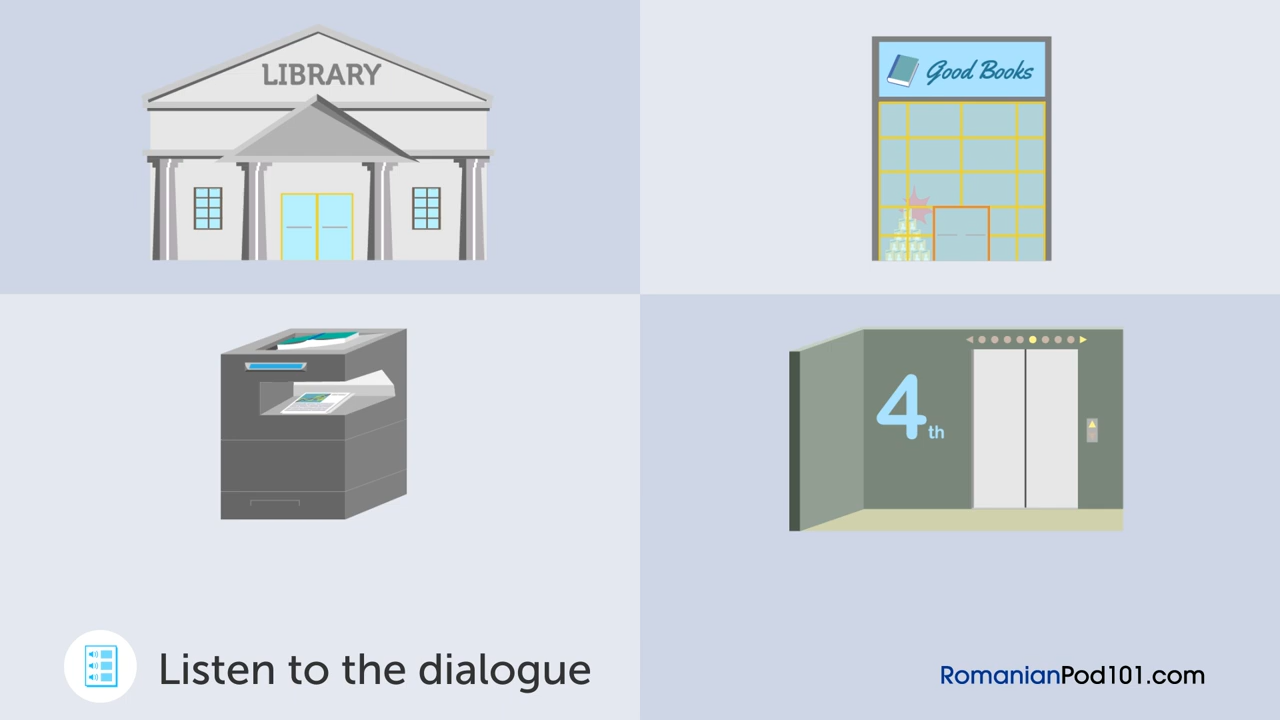 LIBRARY
Good Books
4th
Listen to the dialogue
RomanianPod101.com